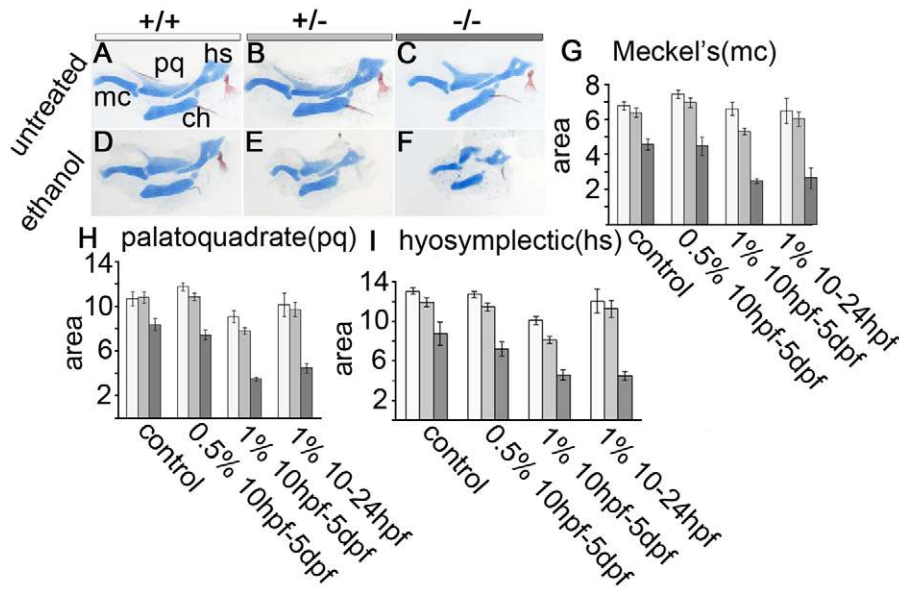 +/+ +/- -/-
untreated
A pq hs mc ch
B
C
ethanol
D
E
F
G Meckel's(mc)
area
8
6
4
2
control
0.5% 10hpf-5dpf
1% 10hpf-5dpf
1% 10-24hpf
H palatoquadrate(pq)
area
14
10
6
2
control
0.5% 10hpf-5dpf
1% 10hpf-5dpf
1% 10-24hpf
I hyosymplectic(hs)
area
14
10
6
2
control
0.5% 10hpf-5dpf
1% 10hpf-5dpf
1% 10-24hpf